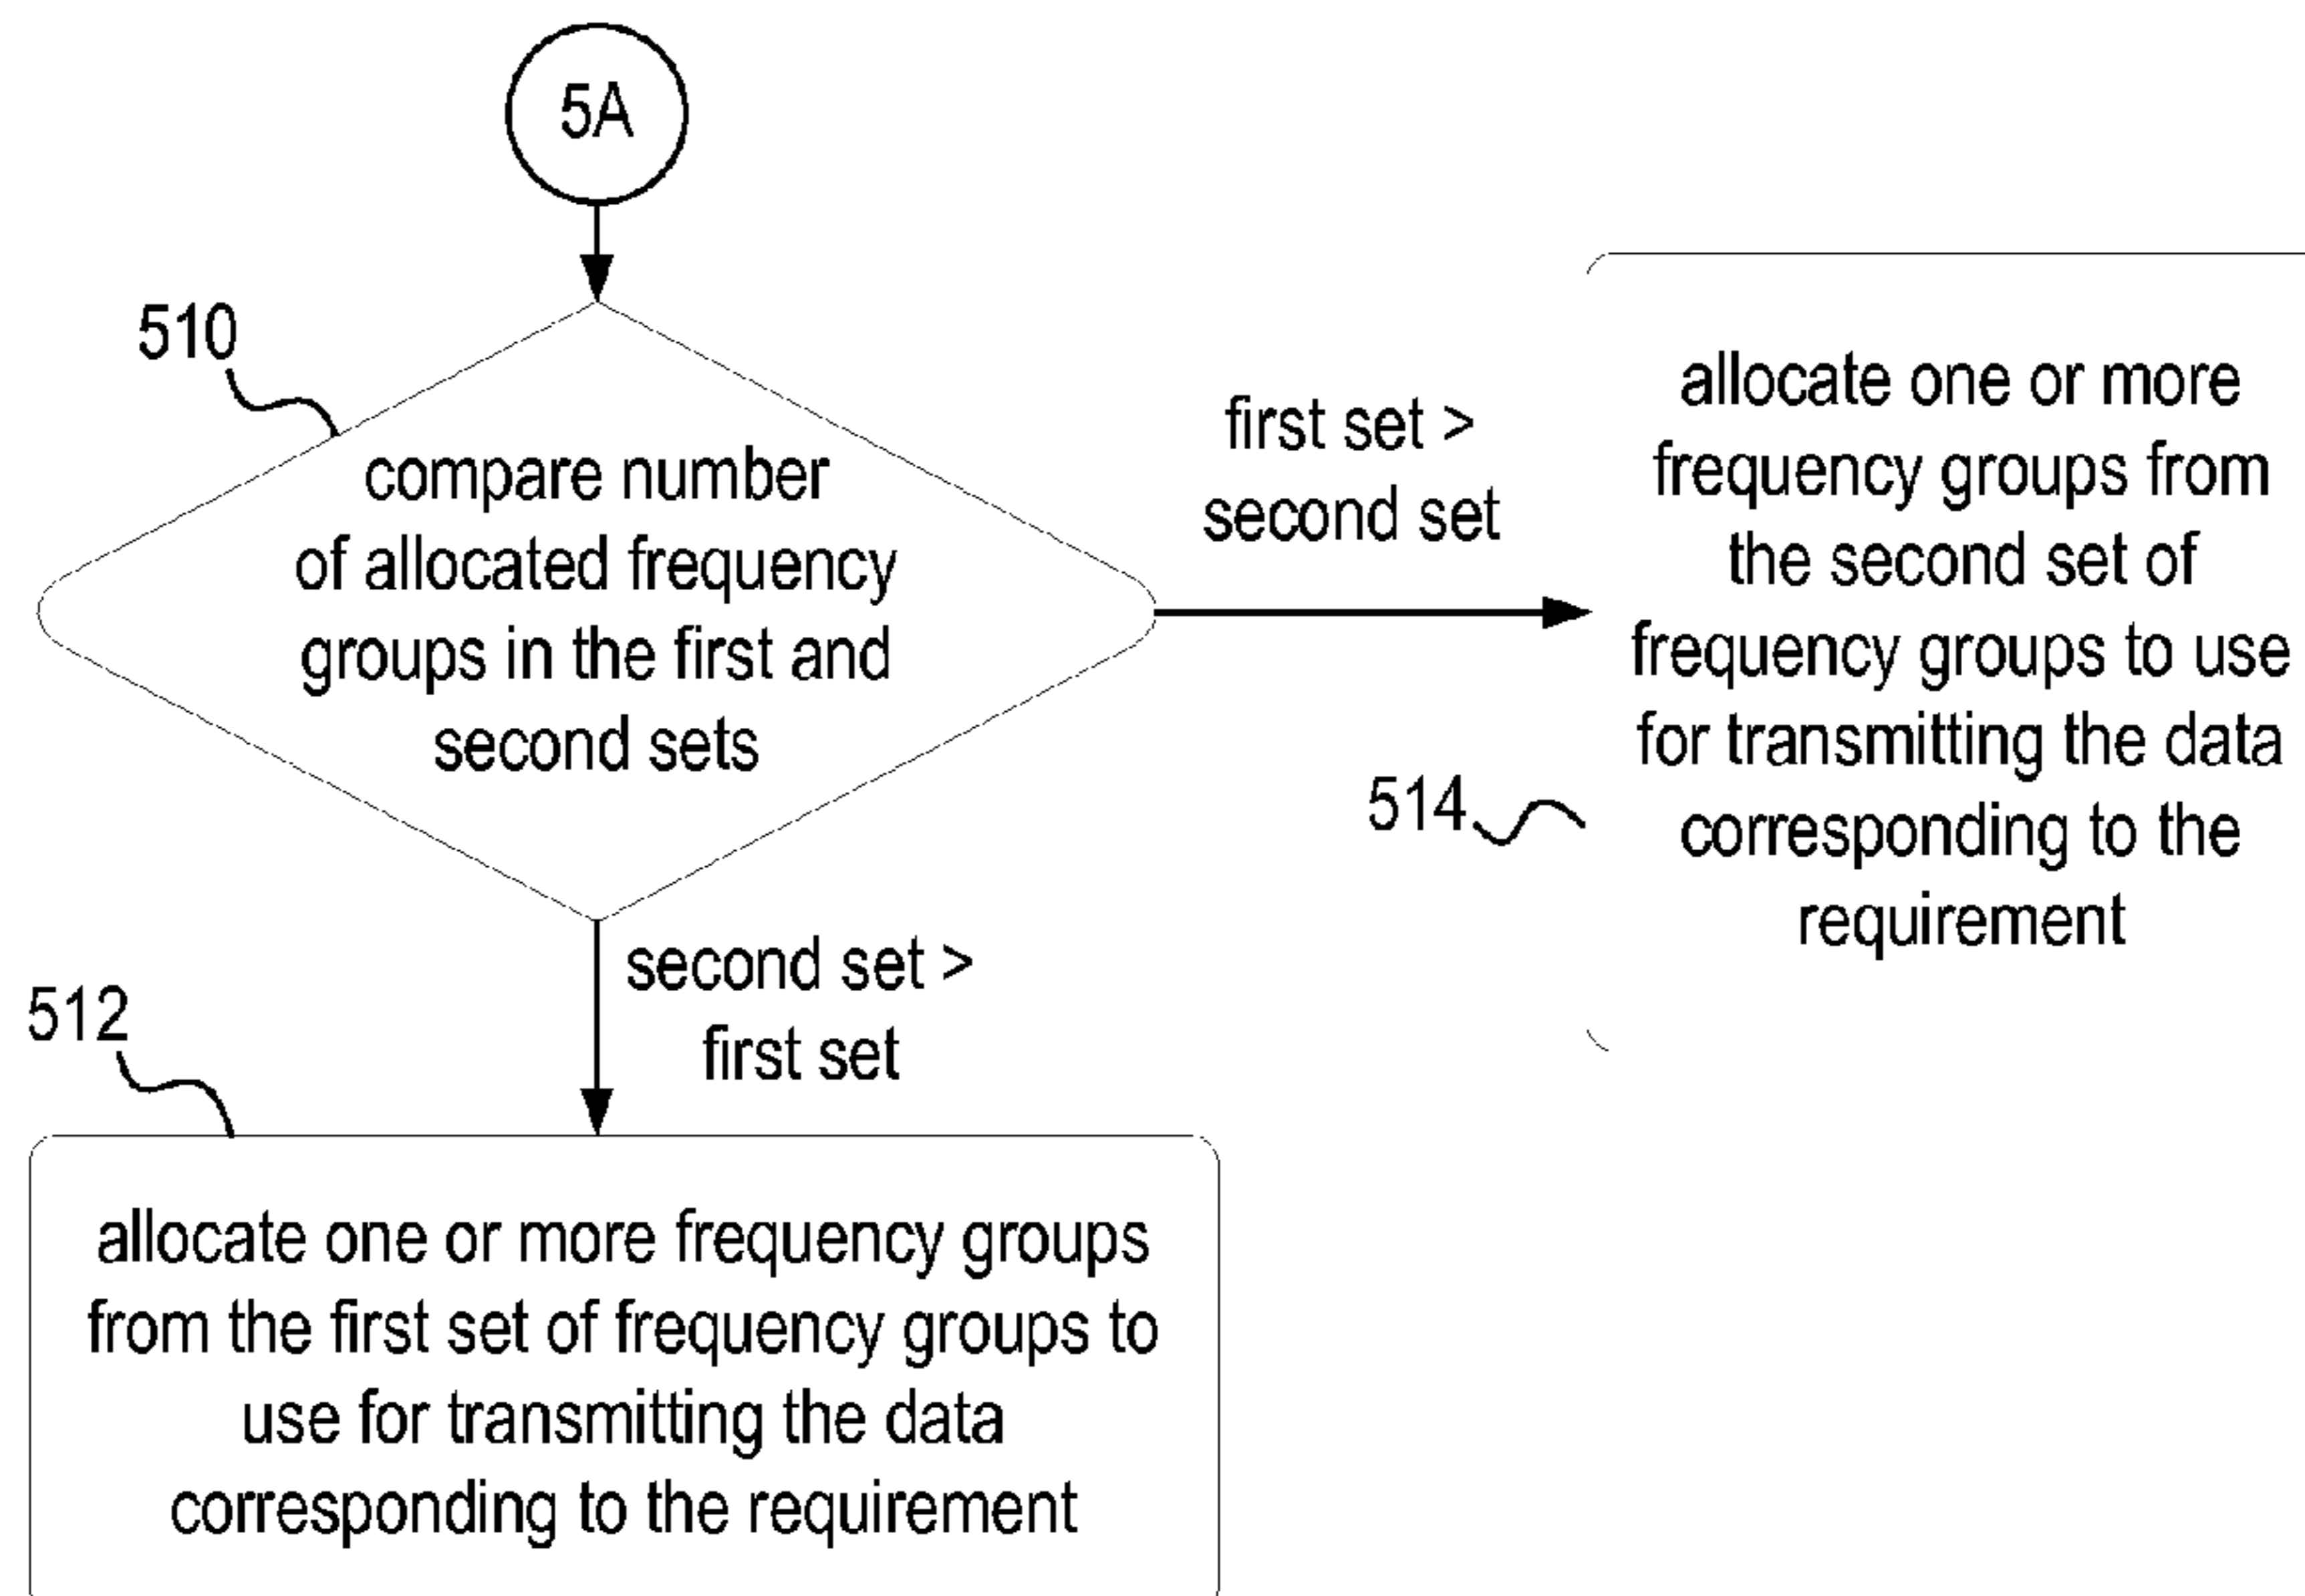 5A
510
compare number
of allocated frequency
groups in the first and
second sets
first set >
second set
allocate one or more
frequency groups from
the second set of
frequency groups to use
for transmitting the data
corresponding to the
requirement
514
second set >
first set
512
allocate one or more frequency groups
from the first set of frequency groups to
use for transmitting the data
corresponding to the requirement